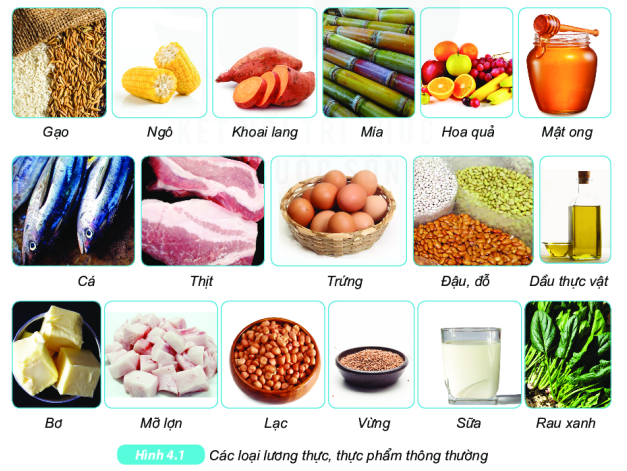 Gạo Ngô Khoai lang Mía Hoa quả Mật ong
Cá Thịt Trứng Đậu, đỗ Dầu thực vật
Bơ Mỡ lợn Lạc Vừng Sữa Rau xanh
Hình 4.1 Các loại lương thực, thực phẩm thông thường